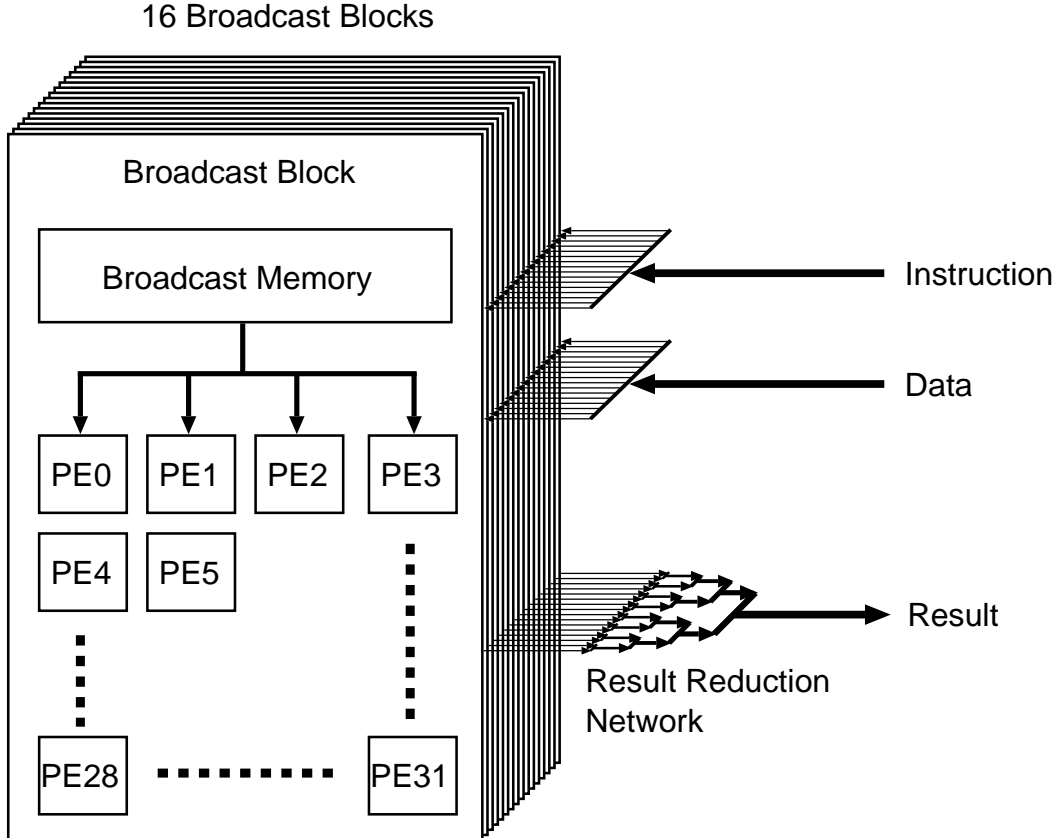 16 Broadcast Blocks
Broadcast Block
Broadcast Memory
Instruction
Data
PE0 PE1 PE2 PE3
PE4 PE5
Result
Result Reduction
Network
PE28 PE31